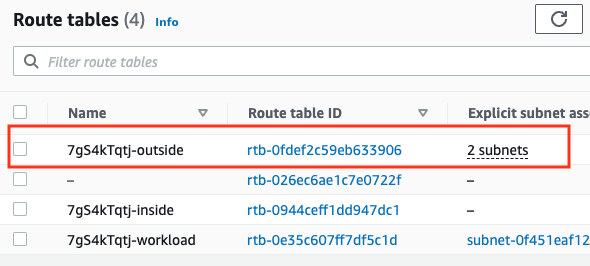 Route tables (4) Info
Filter route tables
Name Route table ID Explicit subnet asso
7gS4kTqtj-outside rtb-0fdef2c59eb633906 2 subnets
– rtb-026ec6ae1c7e0722f –
7gS4kTqtj-inside rtb-0944ceff1dd947dc1 –
7gS4kTqtj-workload rtb-0e35c607ff7df5c1d subnet-0f451eaf12